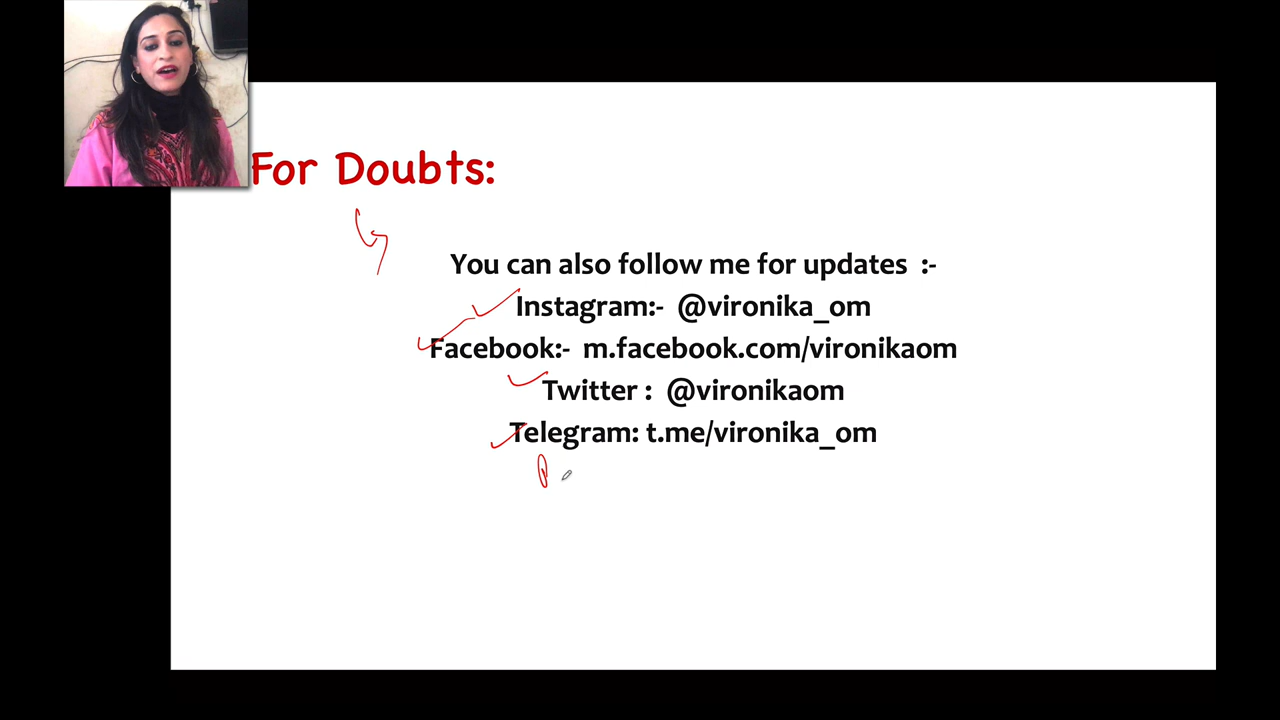 For Doubts:
You can also follow me for updates :-
Instagram:- @vironika_om
Facebook:- m.facebook.com/vironikaom
Twitter : @vironikaom
Telegram: t.me/vironika_om